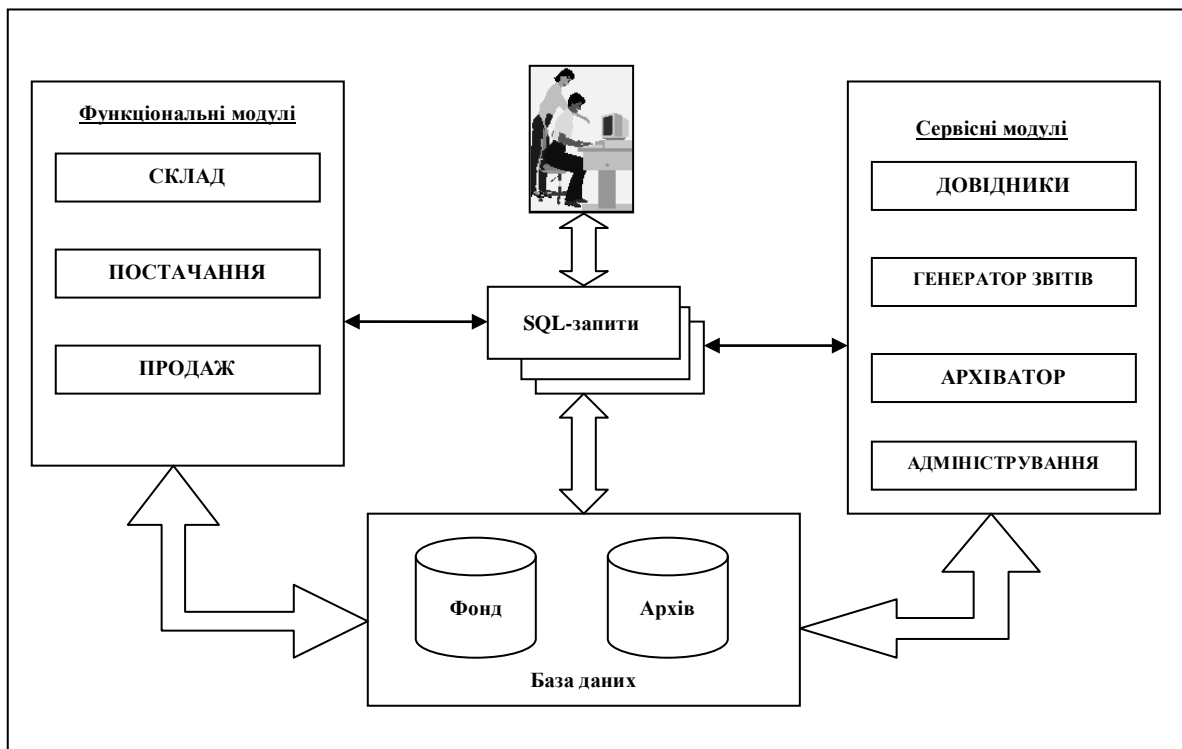 Функціональні модулі
СКЛАД
ПОСТАЧАННЯ
ПРОДАЖ
SQL-запити
Сервісні модулі
ДОВІДНИКИ
ГЕНЕРАТОР ЗВІТІВ
АРХІВАТОР
АДМІНІСТРУВАННЯ
Фонд
Архів
База даних